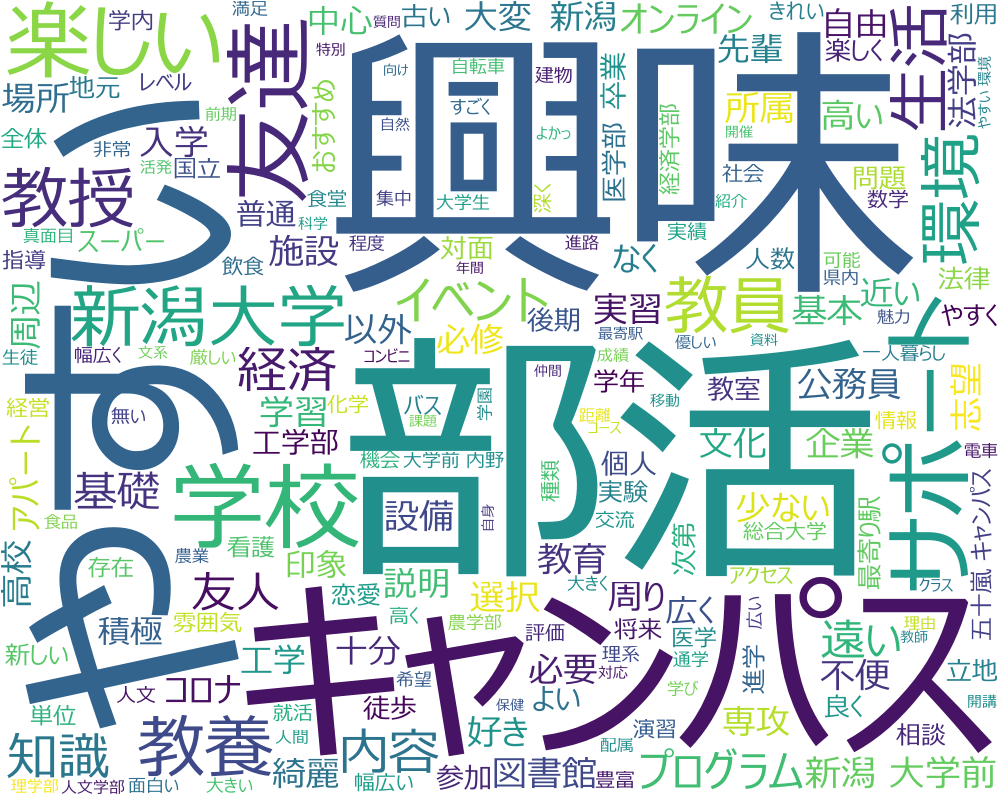 満足
質問
学内
楽しい
中心
古い
大変
新潟
オンライン
きれい
利用
自由
楽しく
生活
法学部
やすい 環境
友達
特別
先輩
レベル
場所
地元
自転車
建物
向け
興味
卒業
医学部
おすすめ
すごく
所属
高い
前期
全体
入学
自然
よかっ
開催
経済学部
非常
活発
国立
教授
食堂
集中
大学生
深く
社会
紹介
問題
数学
環境
普通
科学
真面目
スーパー
指導
施設
程度
対面
進路
なく
実績
人数
可能
県内
法律
飲食
年間
やすい
周辺
新潟大学
イベント
実習
教員
基本
近い
魅力
やすく
以外
必修
後期
最寄駅
優しい
資料
一人暮らし
生徒
幅広く
文系
厳しい
経済
コンビニ
部活
成績
仲間
学年
教室
公務員
サポート
志望
経営
無い
学習
化学
バス
課題
学園
距離
コース
移動
情報
アパート
工学部
文化
企業
電車
学校
機会
大学前
内野
個人
種類
実験
基礎
設備
少ない
総合大学
最寄り駅
五十嵐 キャンパス
食品
自身
交流
高校
看護
農業
印象
教育
次第
存在
説明
大きく
アクセス
クラス
友人
恋愛
選択
周り
広く
積極
雰囲気
高く
農学部
評価
将来
医学
広い
遠い
理由
教師
新しい
工学
十分
キャンパス
必要
理系
対応
通学
進学
不便
立地
人文
コロナ
希望
学び
単位
就活
徒歩
保健
よい
専攻
良く
開講
知識
教養
人間
内容
好き
演習
配属
相談
綺麗
理学部
人文学部
面白い
大きい
幅広い
参加
図書館
豊富
プログラム
新潟 大学前